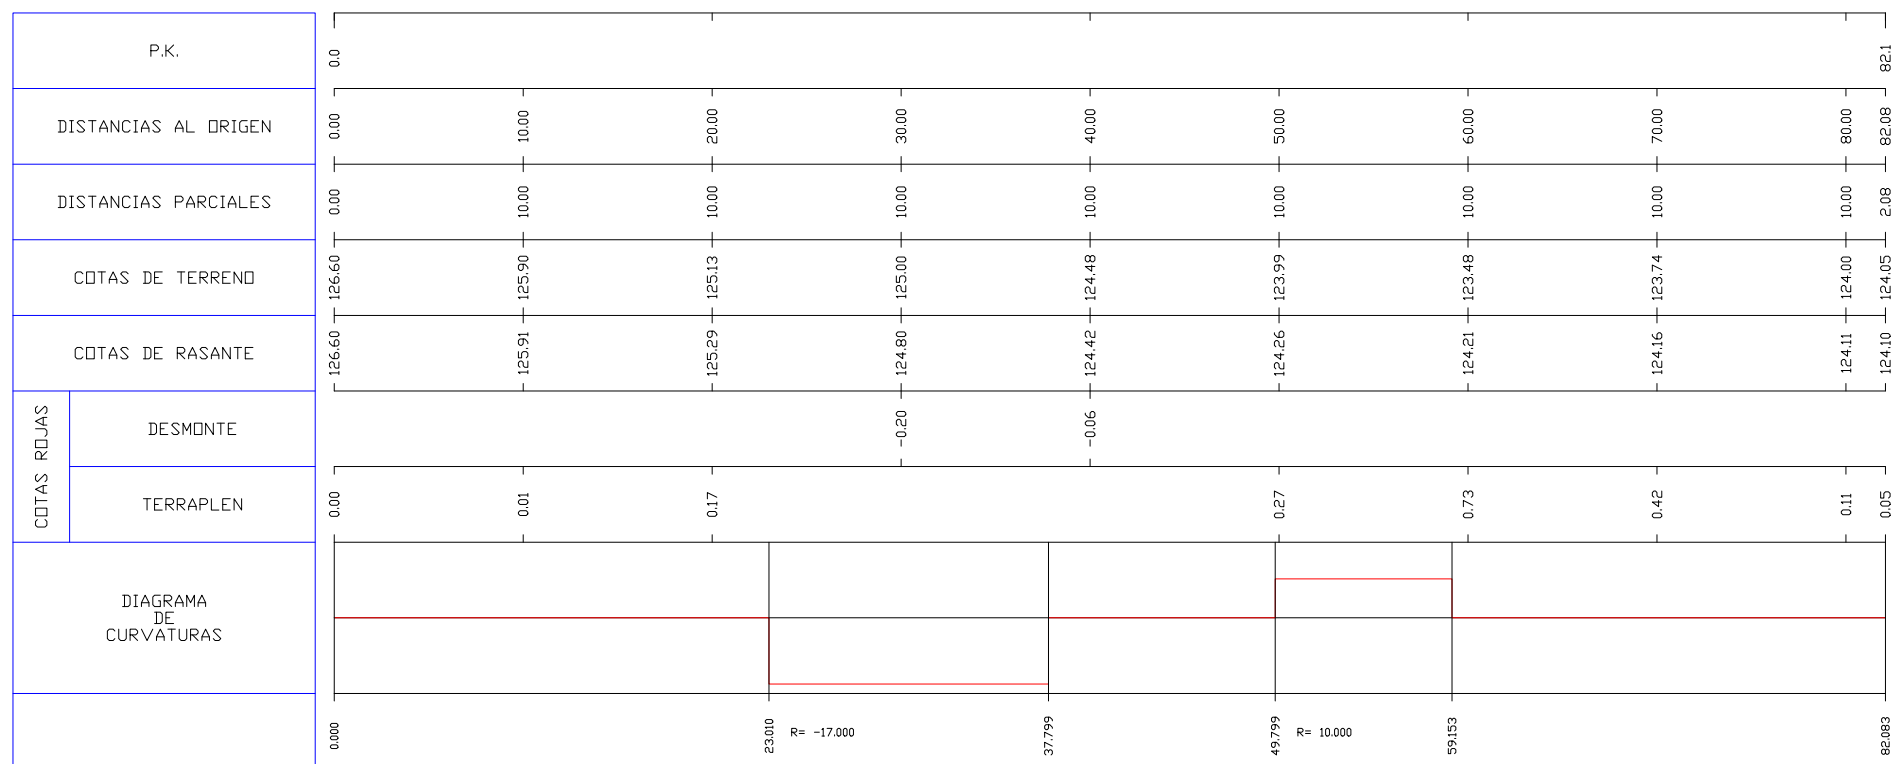 P.K. 0.0 82.1
DISTANCIAS AL ORIGEN 0.00 10.00 20.00 30.00 40.00 50.00 60.00 70.00 80.00 82.08
DISTANCIAS PARCIALES 0.00 10.00 10.00 10.00 10.00 10.00 10.00 10.00 10.00 2.08
COTAS DE TERRENO 126.60 125.90 125.13 125.00 124.48 123.99 123.48 123.74 124.00 124.05
COTAS DE RASANTE 126.60 125.91 125.29 124.80 124.42 124.26 124.21 124.16 124.11 124.10
COTAS ROJAS
DESMONTE -0.20 -0.06
TERRAPLEN 0.00 0.01 0.17 0.27 0.73 0.42 0.11 0.05
DIAGRAMA
DE
CURVATURAS
0.000 23.010 R= -17.000 37.799 49.799 R= 10.000 59.153 82.083